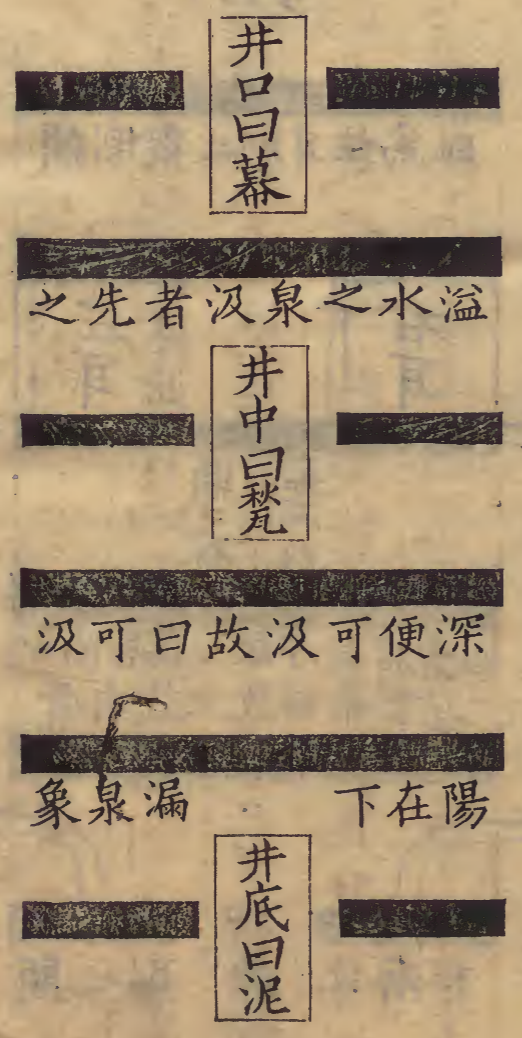 井口曰幕
溢水之泉汲者先之
井中曰甃
深便可汲故曰可汲
陽在下 漏泉象
井底曰泥